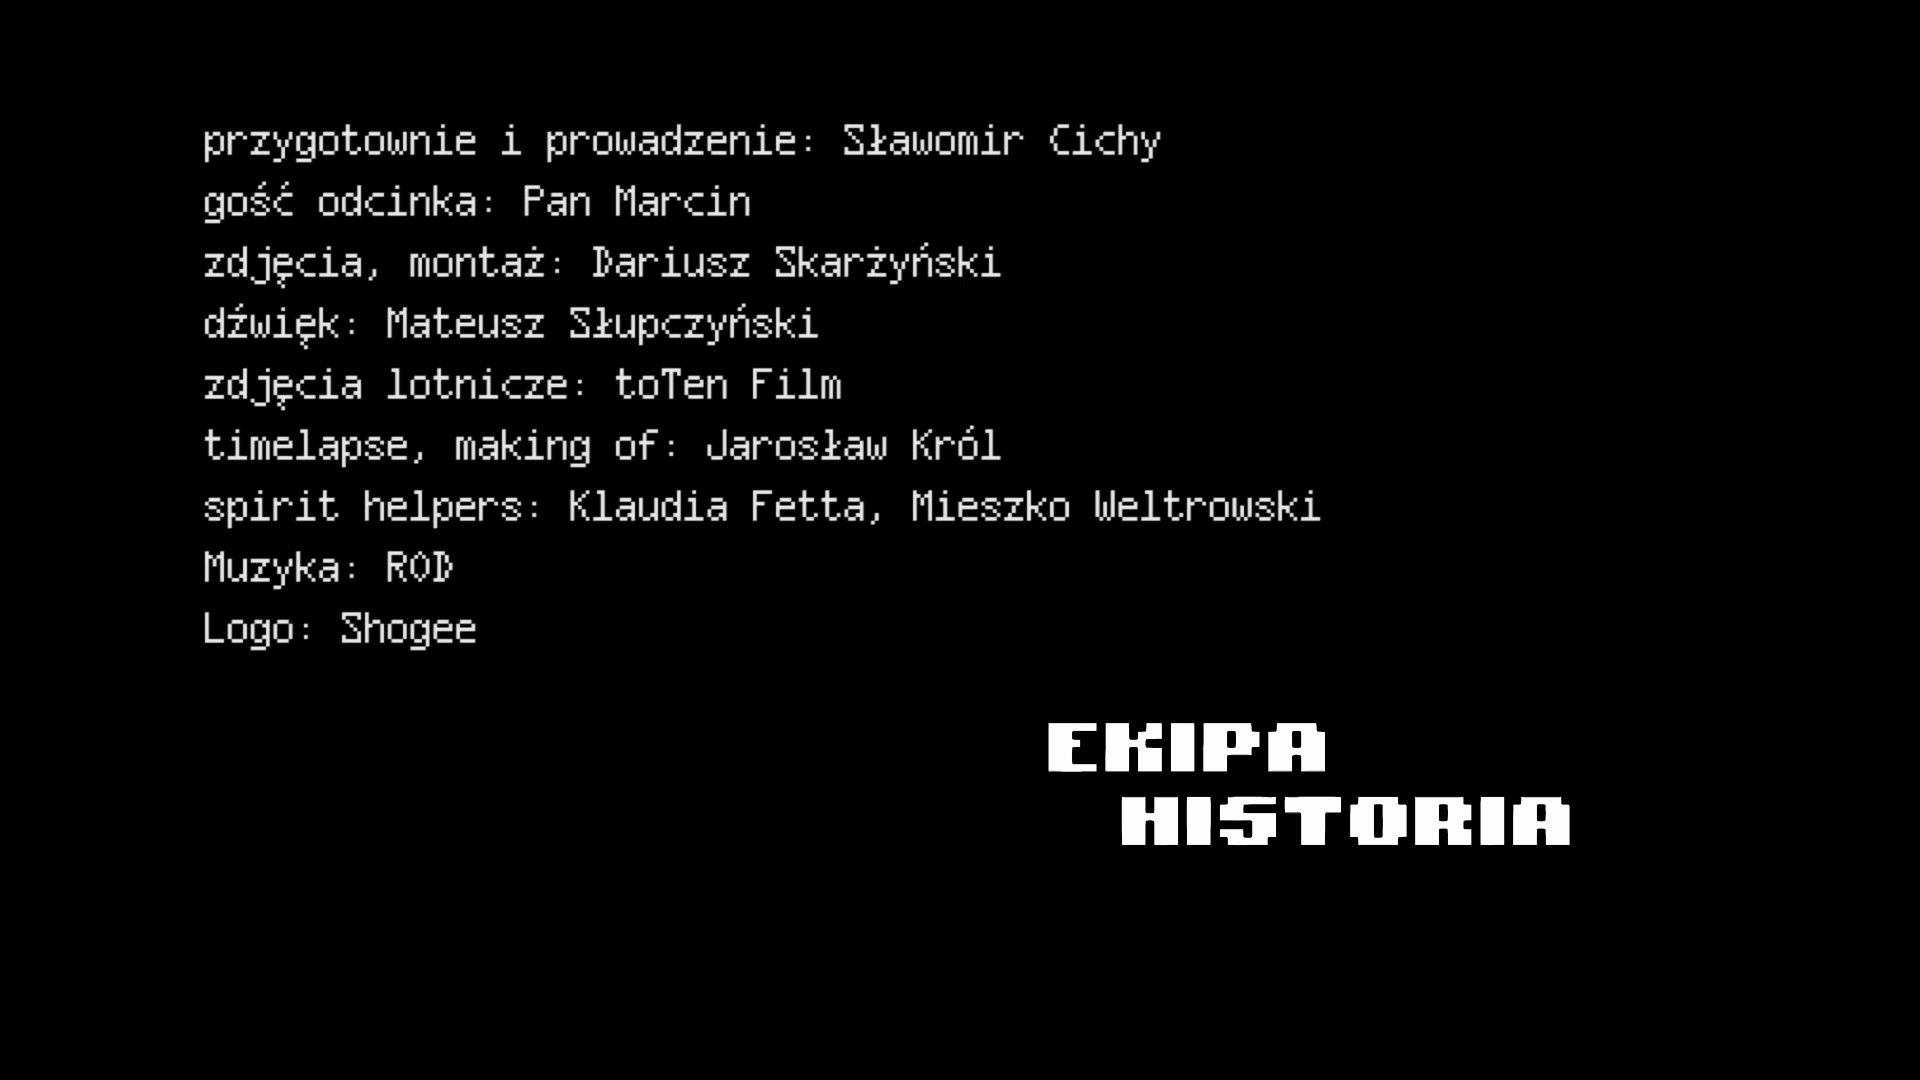 przygotownie i prowadzenie: Sławomir Cichy
gość odcinka: Pan Marcin
zdjęcia, montaż: Dariusz Skarżyński
dźwięk: Mateusz Słupczyński
zdjęcia lotnicze: toTen Film
timelapse, making of: Jarosław Król
spirit helpers: Klaudia Fetta, Mieszko Weltrowski
Muzyka: ROD
Logo: Shogee
EKIPA
HISTORIA